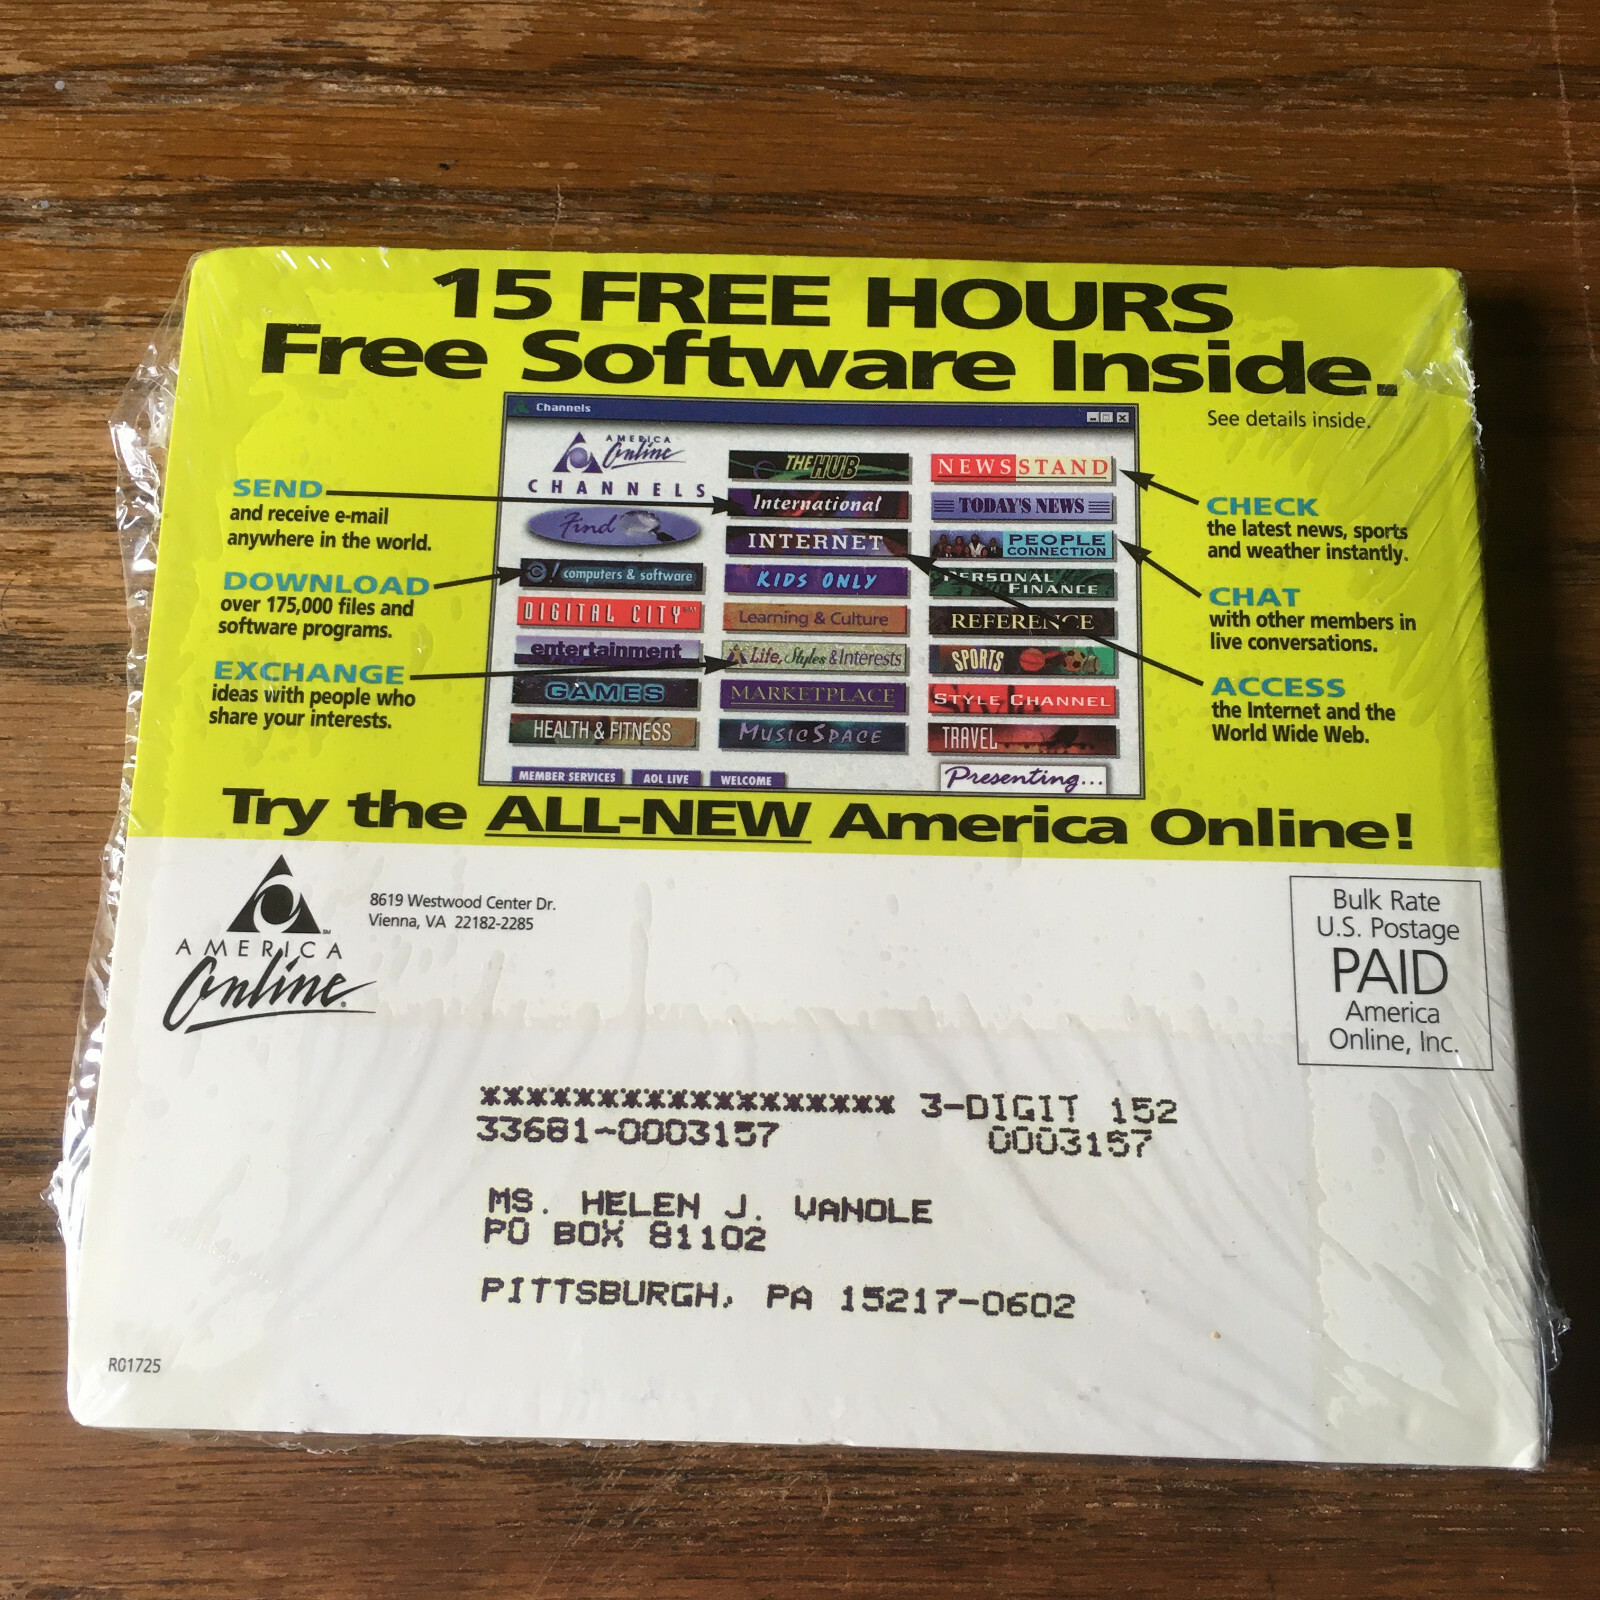 15 FREE HOURS
Free Software Inside.
See details inside.
Channels
AMERICA
Online
CHANNELS
Find
computers & software
DIGITAL CITY
entertainment
GAMES
HEALTH & FITNESS
THE HUB
International
INTERNET
KIDS ONLY
Learning & Culture
Life, Styles & Interests
MARKETPLACE
MUSICSPACE
NEWSSTAND
TODAY'S NEWS
PEOPLE
CONNECTION
PERSONAL
FINANCE
REFERENCE
SPORTS
STYLE CHANNEL
TRAVEL
MEMBER SERVICES
AOL LIVE
WELCOME
Presenting...
SEND
and receive e-mail
anywhere in the world.
DOWNLOAD
over 175,000 files and
software programs.
EXCHANGE
ideas with people who
share your interests.
CHECK
the latest news, sports
and weather instantly.
CHAT
with other members in
live conversations.
ACCESS
the Internet and the
World Wide Web.
Try the ALL-NEW America Online!
AMERICA
Online
8619 Westwood Center Dr.
Vienna, VA 22182-2285
Bulk Rate
U.S. Postage
PAID
America
Online, Inc.
****************** 3-DIGIT 152
33681-0003157 0003157
MS. HELEN J. VANOLE
PO BOX 81102
PITTSBURGH, PA 15217-0602
R01725